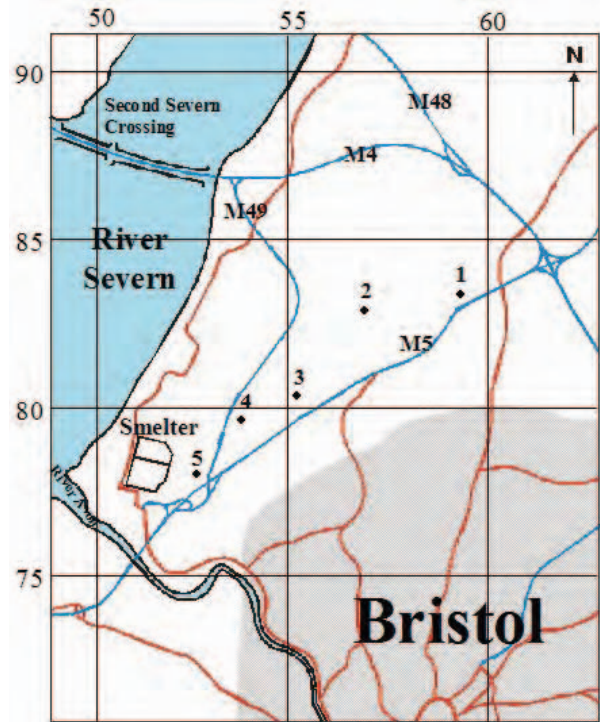 50 55 60
90
N
M48
Second Severn
Crossing
M4
M49
85
River
Severn
1
2
M5
3
80
4
Smelter
5
River Avon
75
Bristol